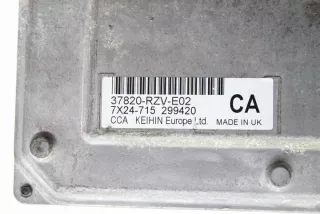 37820-RZV-E02
7X24-715 299420
CCA KEIHIN Europe Ltd.
CA
MADE IN UK